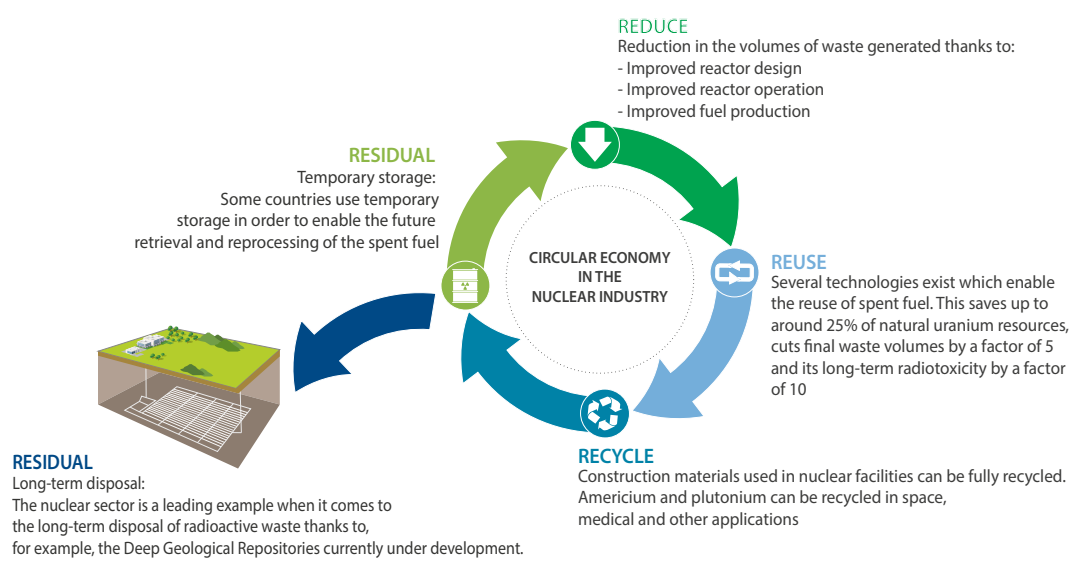 REDUCE
Reduction in the volumes of waste generated thanks to:
- Improved reactor design
- Improved reactor operation
- Improved fuel production
RESIDUAL
Temporary storage:
Some countries use temporary
storage in order to enable the future
retrieval and reprocessing of the spent fuel
CIRCULAR ECONOMY
IN THE
NUCLEAR INDUSTRY
REUSE
Several technologies exist which enable
the reuse of spent fuel. This saves up to
around 25% of natural uranium resources,
cuts final waste volumes by a factor of 5
and its long-term radiotoxicity by a factor
of 10
RECYCLE
Construction materials used in nuclear facilities can be fully recycled.
Americium and plutonium can be recycled in space,
medical and other applications
RESIDUAL
Long-term disposal:
The nuclear sector is a leading example when it comes to
the long-term disposal of radioactive waste thanks to,
for example, the Deep Geological Repositories currently under development.